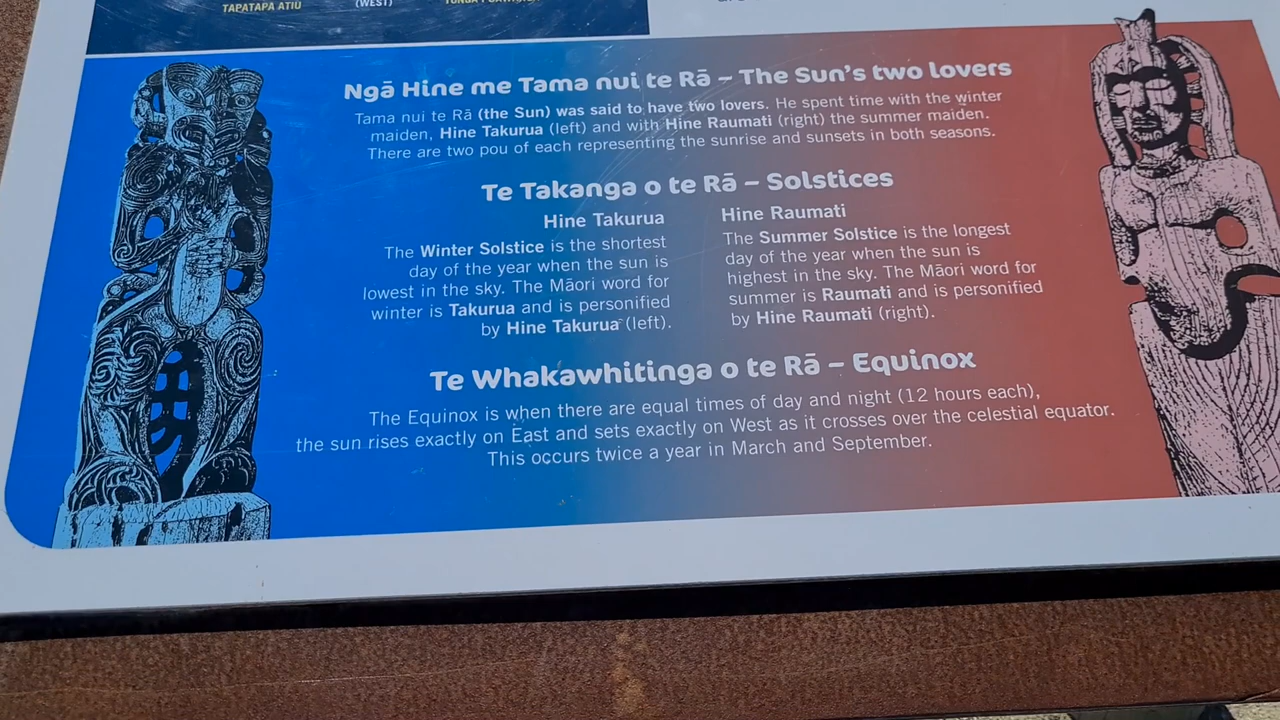 TAPATAPA ATIU
(WEST)
Ngā Hine me Tama nui te Rā – The Sun's two lovers
Tama nui te Rā (the Sun) was said to have two lovers. He spent time with the winter
maiden, Hine Takurua (left) and with Hine Raumati (right) the summer maiden.
There are two pou of each representing the sunrise and sunsets in both seasons.
Te Takanga o te Rā – Solstices
Hine Takurua
The Winter Solstice is the shortest
day of the year when the sun is
lowest in the sky. The Māori word for
winter is Takurua and is personified
by Hine Takurua (left).
Hine Raumati
The Summer Solstice is the longest
day of the year when the sun is
highest in the sky. The Māori word for
summer is Raumati and is personified
by Hine Raumati (right).
Te Whakawhitinga o te Rā – Equinox
The Equinox is when there are equal times of day and night (12 hours each),
the sun rises exactly on East and sets exactly on West as it crosses over the celestial equator.
This occurs twice a year in March and September.